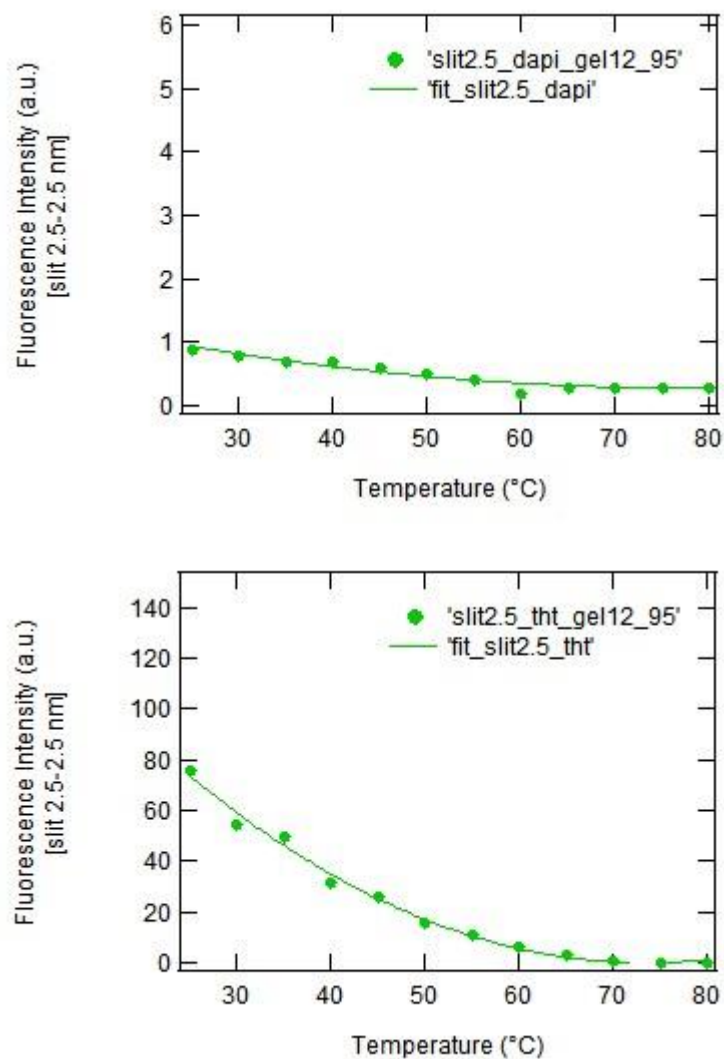 6
5
4
3
2
1
0
Fluorescence Intensity (a.u.)
[slit 2.5-2.5 nm]
'slit2.5_dapi_gel12_95'
'fit_slit2.5_dapi'
30 40 50 60 70 80
Temperature (°C)
140
120
100
80
60
40
20
0
Fluorescence Intensity (a.u.)
[slit 2.5-2.5 nm]
'slit2.5_tht_gel12_95'
'fit_slit2.5_tht'
30 40 50 60 70 80
Temperature (°C)